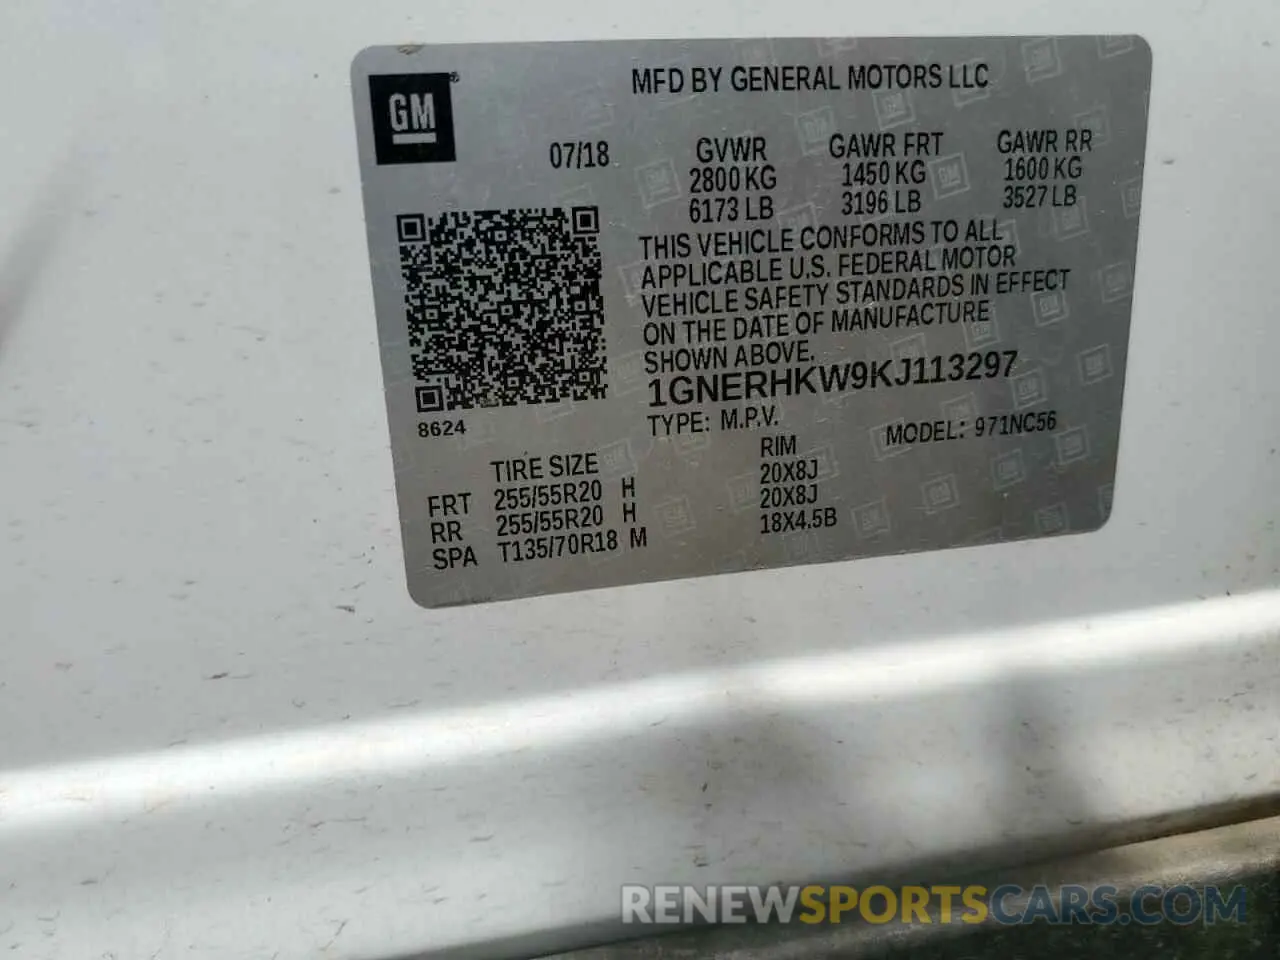 GM ®
MFD BY GENERAL MOTORS LLC
07/18
GVWR GAWR FRT GAWR RR
2800 KG 1450 KG 1600 KG
6173 LB 3196 LB 3527 LB
THIS VEHICLE CONFORMS TO ALL
APPLICABLE U.S. FEDERAL MOTOR
VEHICLE SAFETY STANDARDS IN EFFECT
ON THE DATE OF MANUFACTURE
SHOWN ABOVE.
1GNERHKW9KJ113297
8624
TYPE: M.P.V. MODEL: 971NC56
TIRE SIZE RIM
FRT 255/55R20 H 20X8J
RR 255/55R20 H 20X8J
SPA T135/70R18 M 18X4.5B
RENEWSPORTSCARS.COM